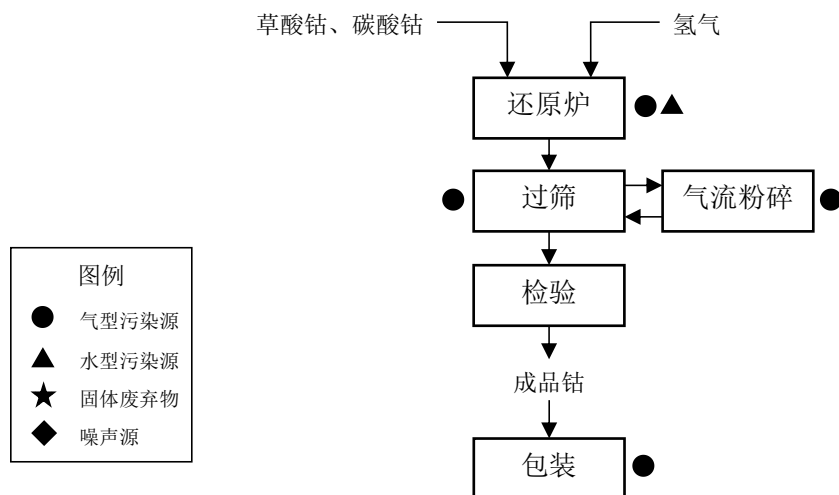 草酸钴、碳酸钴
氢气
还原炉
过筛
气流粉碎
检验
成品钴
包装
图例
气型污染源
水型污染源
固体废弃物
噪声源